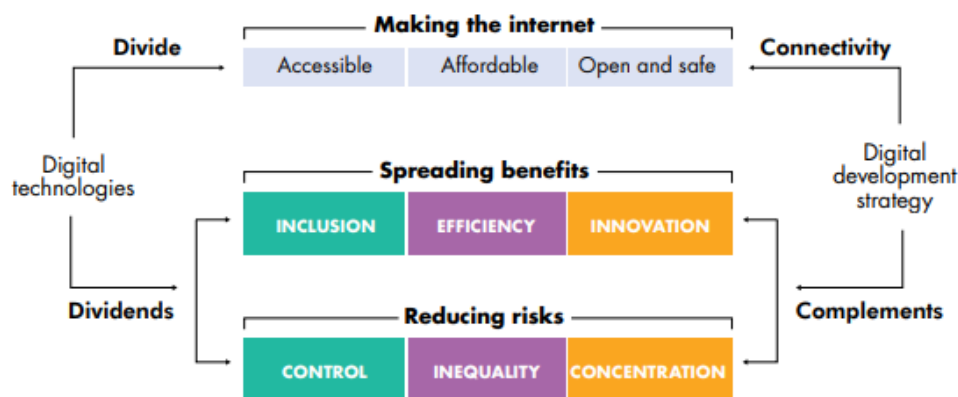 Making the internet
Divide
Connectivity
Accessible
Affordable
Open and safe
Digital
technologies
Digital
development
strategy
Spreading benefits
INCLUSION
EFFICIENCY
INNOVATION
Dividends
Complements
Reducing risks
CONTROL
INEQUALITY
CONCENTRATION